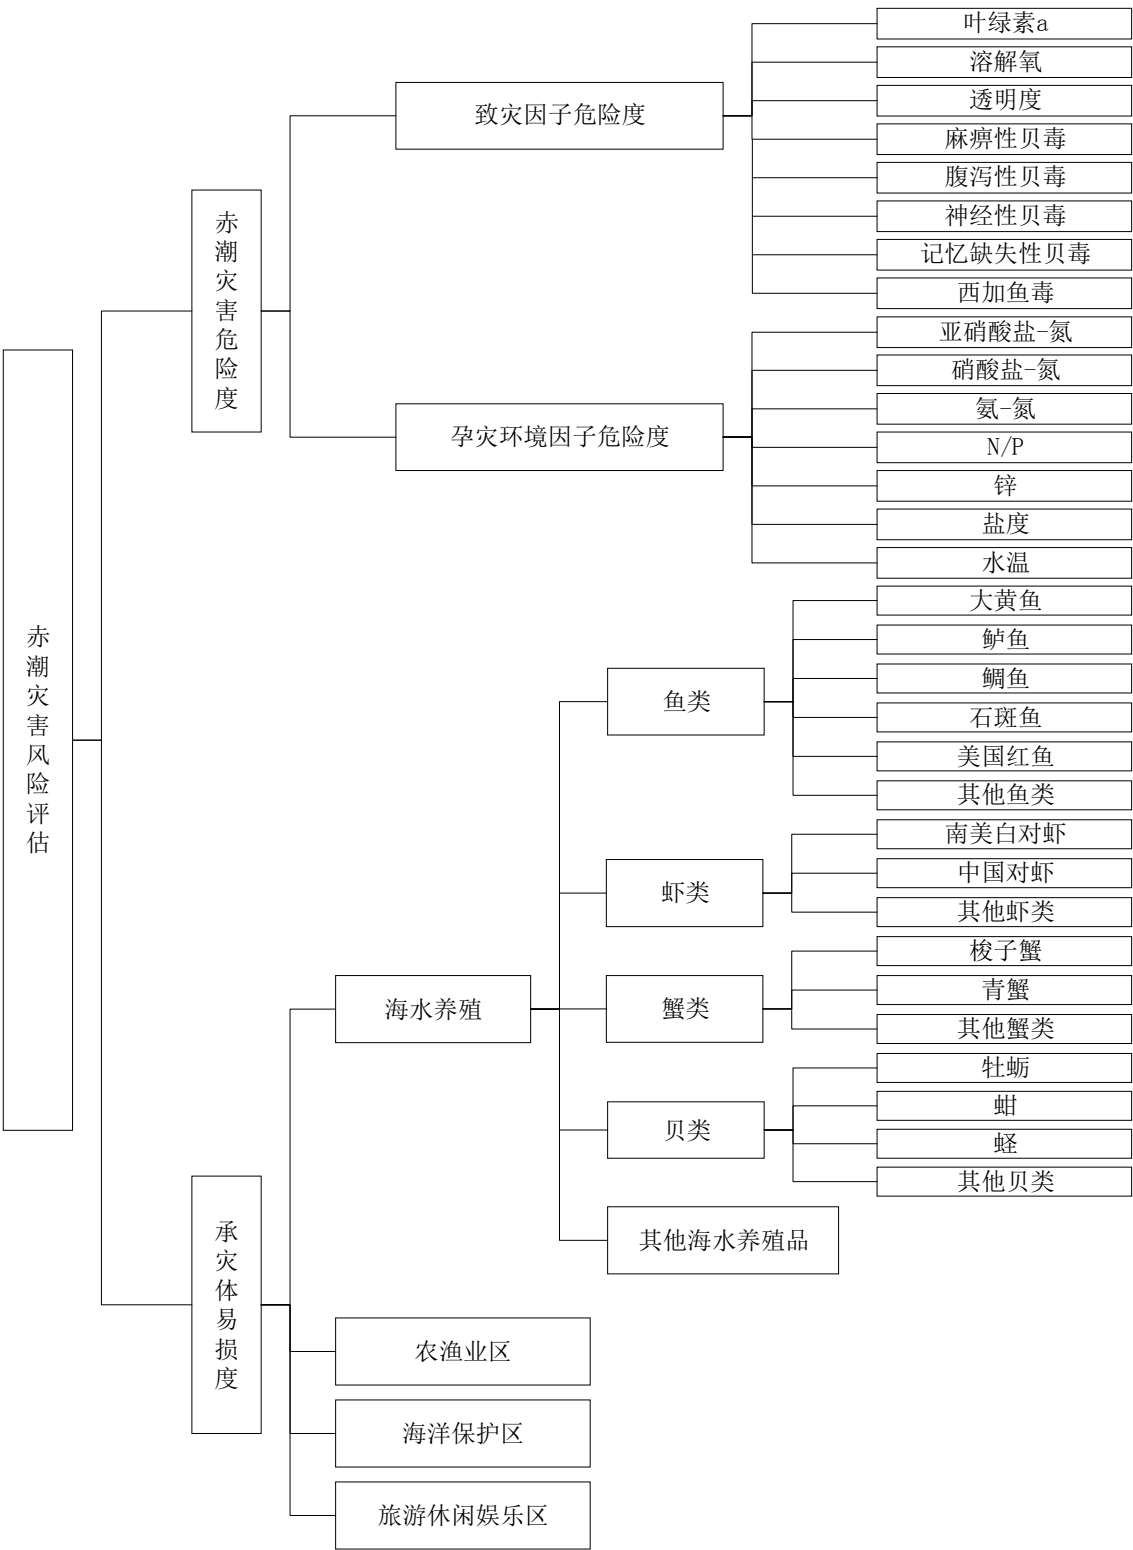 赤潮灾害风险评估
赤潮灾害危险度
致灾因子危险度
叶绿素a
溶解氧
透明度
麻痹性贝毒
腹泻性贝毒
神经性贝毒
记忆缺失性贝毒
西加鱼毒
孕灾环境因子危险度
亚硝酸盐-氮
硝酸盐-氮
氨-氮
N/P
锌
盐度
水温
承灾体易损度
海水养殖
鱼类
大黄鱼
鲈鱼
鲷鱼
石斑鱼
美国红鱼
其他鱼类
虾类
南美白对虾
中国对虾
其他虾类
蟹类
梭子蟹
青蟹
其他蟹类
贝类
牡蛎
蚶
蛏
其他贝类
其他海水养殖品
农渔业区
海洋保护区
旅游休闲娱乐区